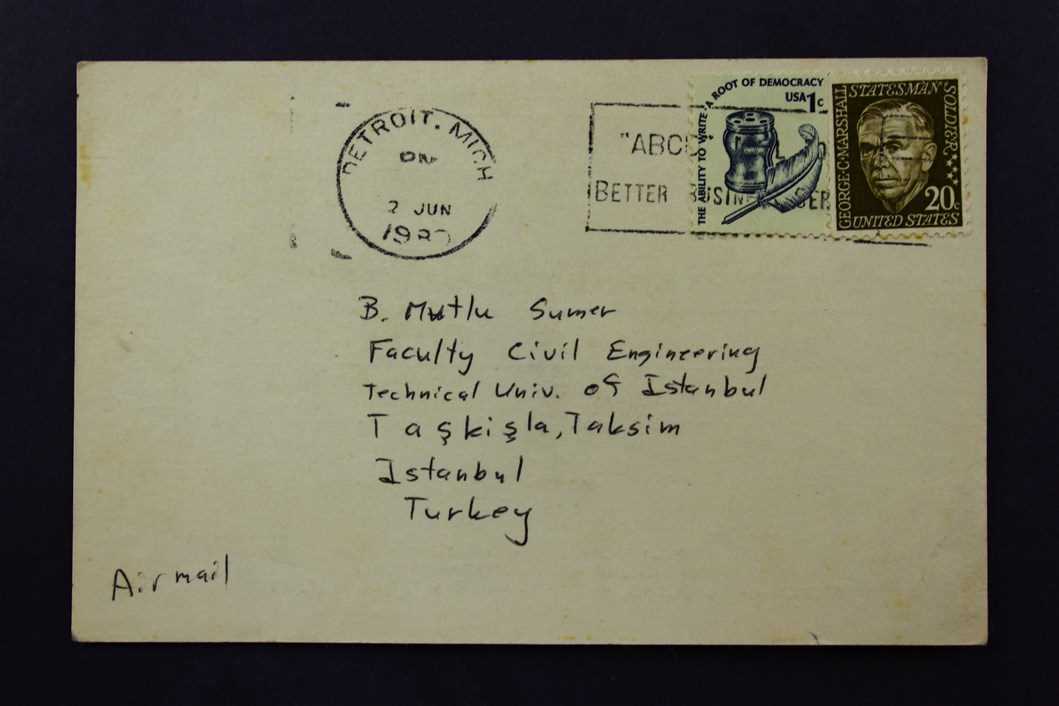 DETROIT, MICH
PM
2 JUN
"ABC
BETTER
THE ABILITY TO WRITE · A ROOT OF DEMOCRACY
USA 1c
GEORGE·C·MARSHALL STATESMAN SOLDIER
20c
UNITED STATES
B. Mutlu Sumer
Faculty Civil Engineering
Technical Univ. of Istanbul
Taşkişla, Taksim
Istanbul
Turkey
Airmail